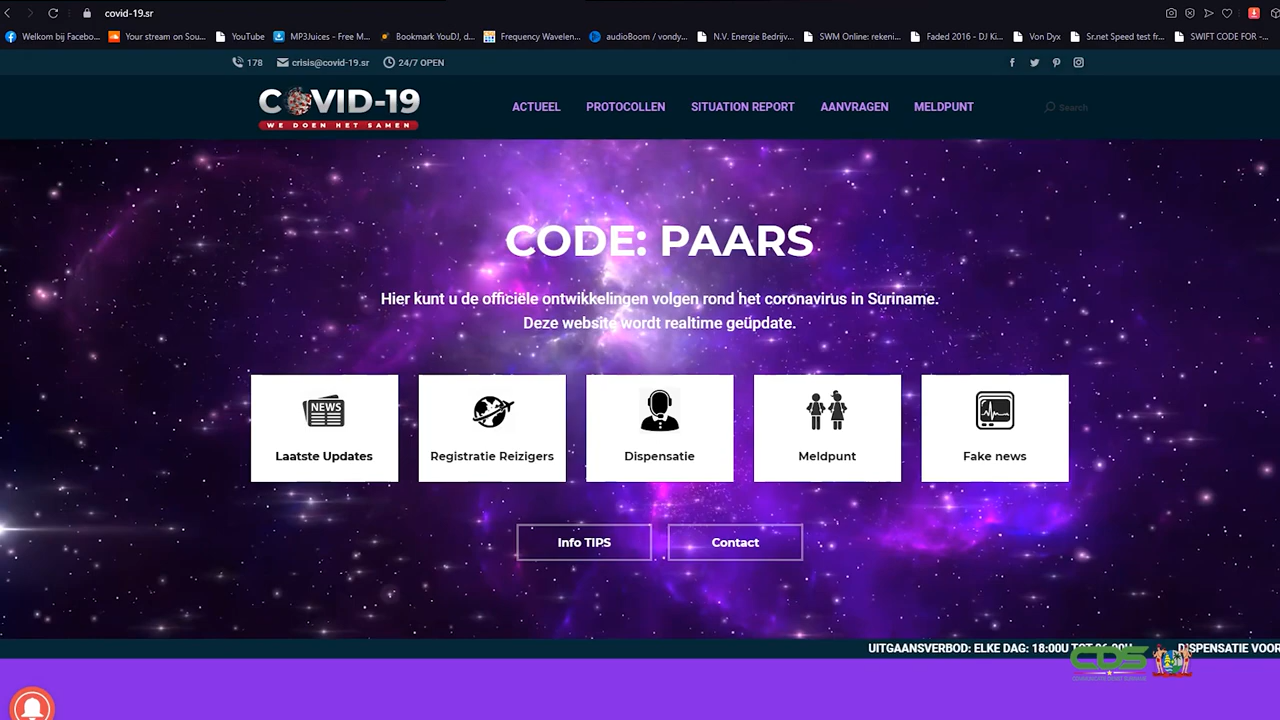 covid-19.sr
Welkom bij Facebo...
Your stream on Sou...
YouTube
MP3Juices - Free M...
Bookmark YouDJ, d...
Frequency Wavelen...
audioBoom / vondy...
N.V. Energie Bedrijv...
SWM Online: rekeni...
Faded 2016 - DJ Ki...
Von Dyx
Sr.net Speed test fr...
SWIFT CODE FOR -...
178
crisis@covid-19.sr
24/7 OPEN
COVID-19
WE DOEN HET SAMEN
ACTUEEL
PROTOCOLLEN
SITUATION REPORT
AANVRAGEN
MELDPUNT
Search
CODE: PAARS
Hier kunt u de officiële ontwikkelingen volgen rond het coronavirus in Suriname.
Deze website wordt realtime geüpdate.
NEWS
Laatste Updates
Registratie Reizigers
Dispensatie
Meldpunt
Fake news
Info TIPS
Contact
UITGAANSVERBOD: ELKE DAG: 18:00U TOT
DISPENSATIE VOOR
CDS